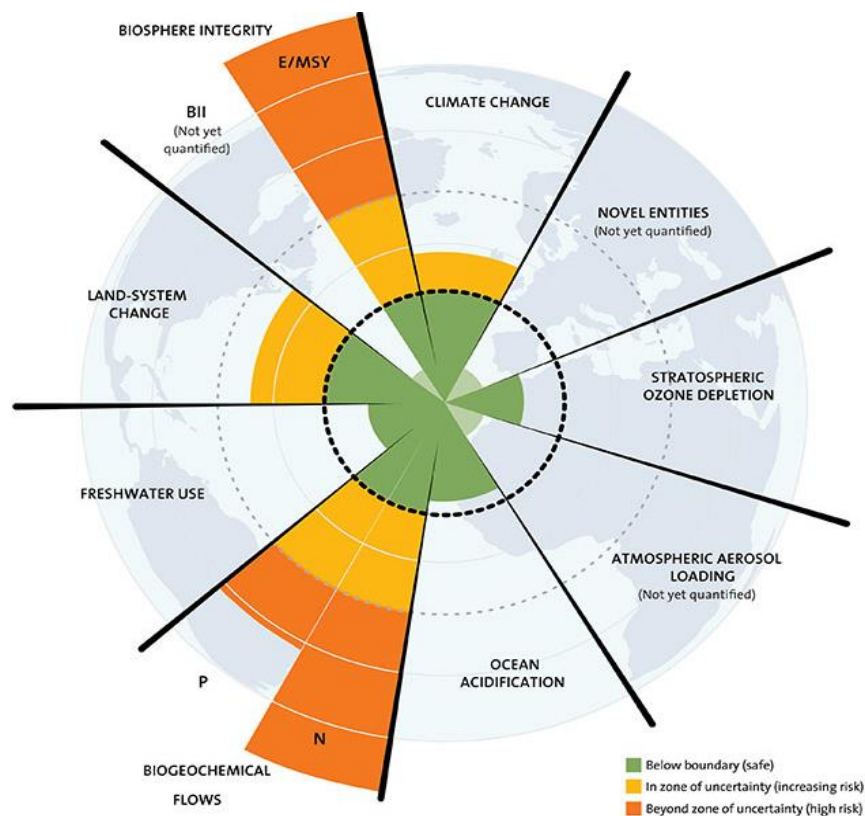 BIOSPHERE INTEGRITY
E/MSY
BII
(Not yet
quantified)
CLIMATE CHANGE
NOVEL ENTITIES
(Not yet quantified)
LAND-SYSTEM
CHANGE
STRATOSPHERIC
OZONE DEPLETION
FRESHWATER USE
ATMOSPHERIC AEROSOL
LOADING
(Not yet quantified)
OCEAN
ACIDIFICATION
P
N
BIOGEOCHEMICAL
FLOWS
Below boundary (safe)
In zone of uncertainty (increasing risk)
Beyond zone of uncertainty (high risk)